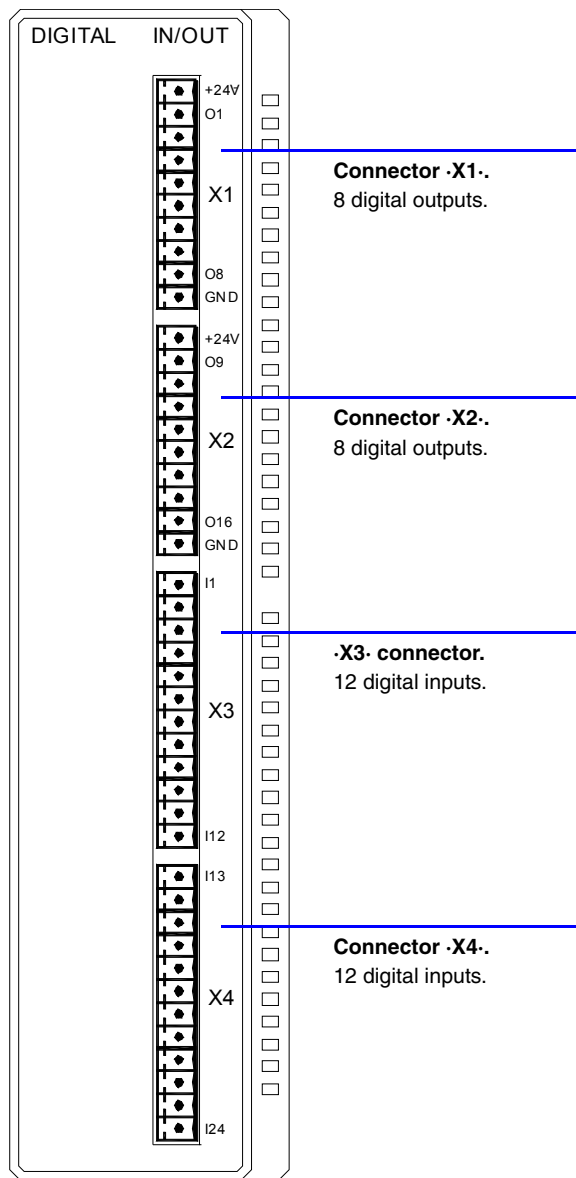 DIGITAL IN/OUT
+24V
O1
X1
O8
GND
Connector ·X1·.
8 digital outputs.
+24V
O9
X2
O16
GND
Connector ·X2·.
8 digital outputs.
I1
X3
I12
·X3· connector.
12 digital inputs.
I13
X4
I24
Connector ·X4·.
12 digital inputs.